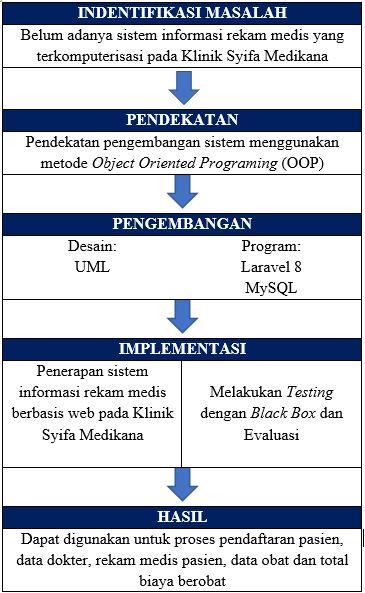 INDENTIFIKASI MASALAH
Belum adanya sistem informasi rekam medis yang
terkomputerisasi pada Klinik Syifa Medikana
PENDEKATAN
Pendekatan pengembangan sistem menggunakan
metode Object Oriented Programing (OOP)
PENGEMBANGAN
Desain:
UML
Program:
Laravel 8
MySQL
IMPLEMENTASI
Penerapan sistem
informasi rekam medis
berbasis web pada Klinik
Syifa Medikana
Melakukan Testing
dengan Black Box dan
Evaluasi
HASIL
Dapat digunakan untuk proses pendaftaran pasien,
data dokter, rekam medis pasien, data obat dan total
biaya berobat